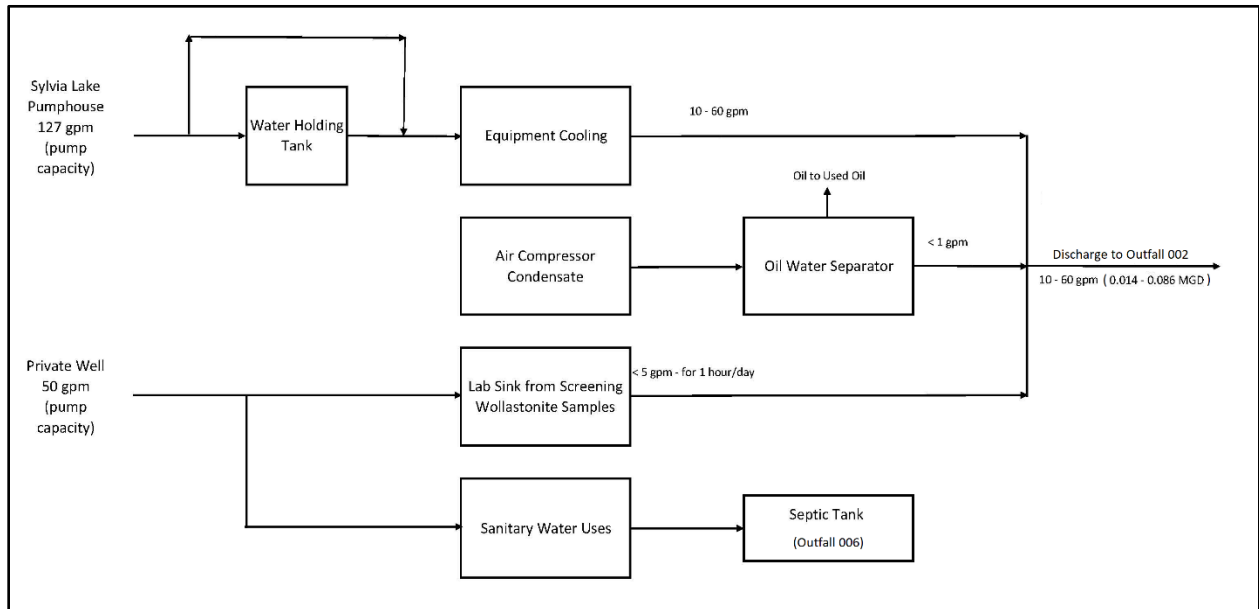 Sylvia Lake
Pumphouse
127 gpm
(pump
capacity)
Water Holding
Tank
Equipment Cooling
10 - 60 gpm
Oil to Used Oil
Air Compressor
Condensate
Oil Water Separator
< 1 gpm
Discharge to Outfall 002
10 - 60 gpm ( 0.014 - 0.086 MGD )
Private Well
50 gpm
(pump
capacity)
Lab Sink from Screening
Wollastonite Samples
< 5 gpm - for 1 hour/day
Sanitary Water Uses
Septic Tank
(Outfall 006)